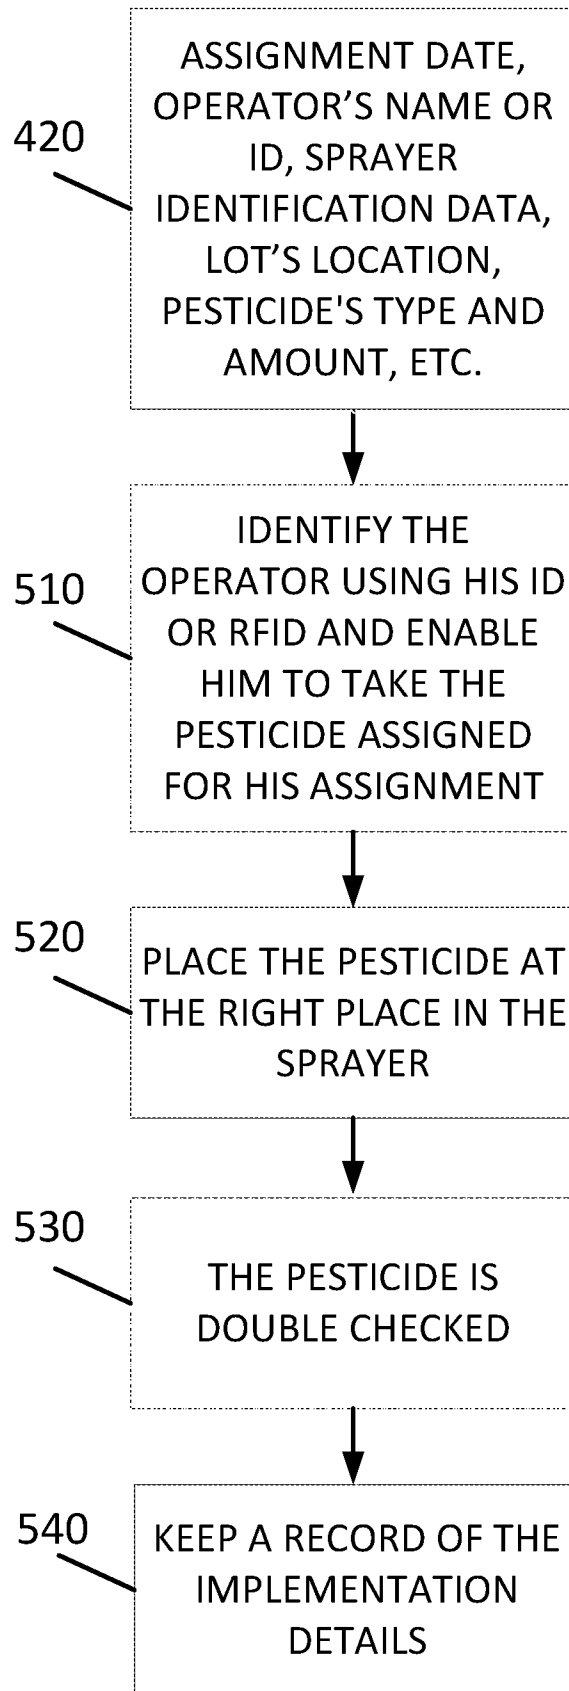 ASSIGNMENT DATE,
OPERATOR’S NAME OR
420
ID, SPRAYER
IDENTIFICATION DATA,
LOT’S LOCATION,
PESTICIDE'S TYPE AND
AMOUNT, ETC.
IDENTIFY THE
510
OPERATOR USING HIS ID
OR RFID AND ENABLE
HIM TO TAKE THE
PESTICIDE ASSIGNED
FOR HIS ASSIGNMENT
520
PLACE THE PESTICIDE AT
THE RIGHT PLACE IN THE
SPRAYER
530
THE PESTICIDE IS
DOUBLE CHECKED
540
KEEP A RECORD OF THE
IMPLEMENTATION
DETAILS